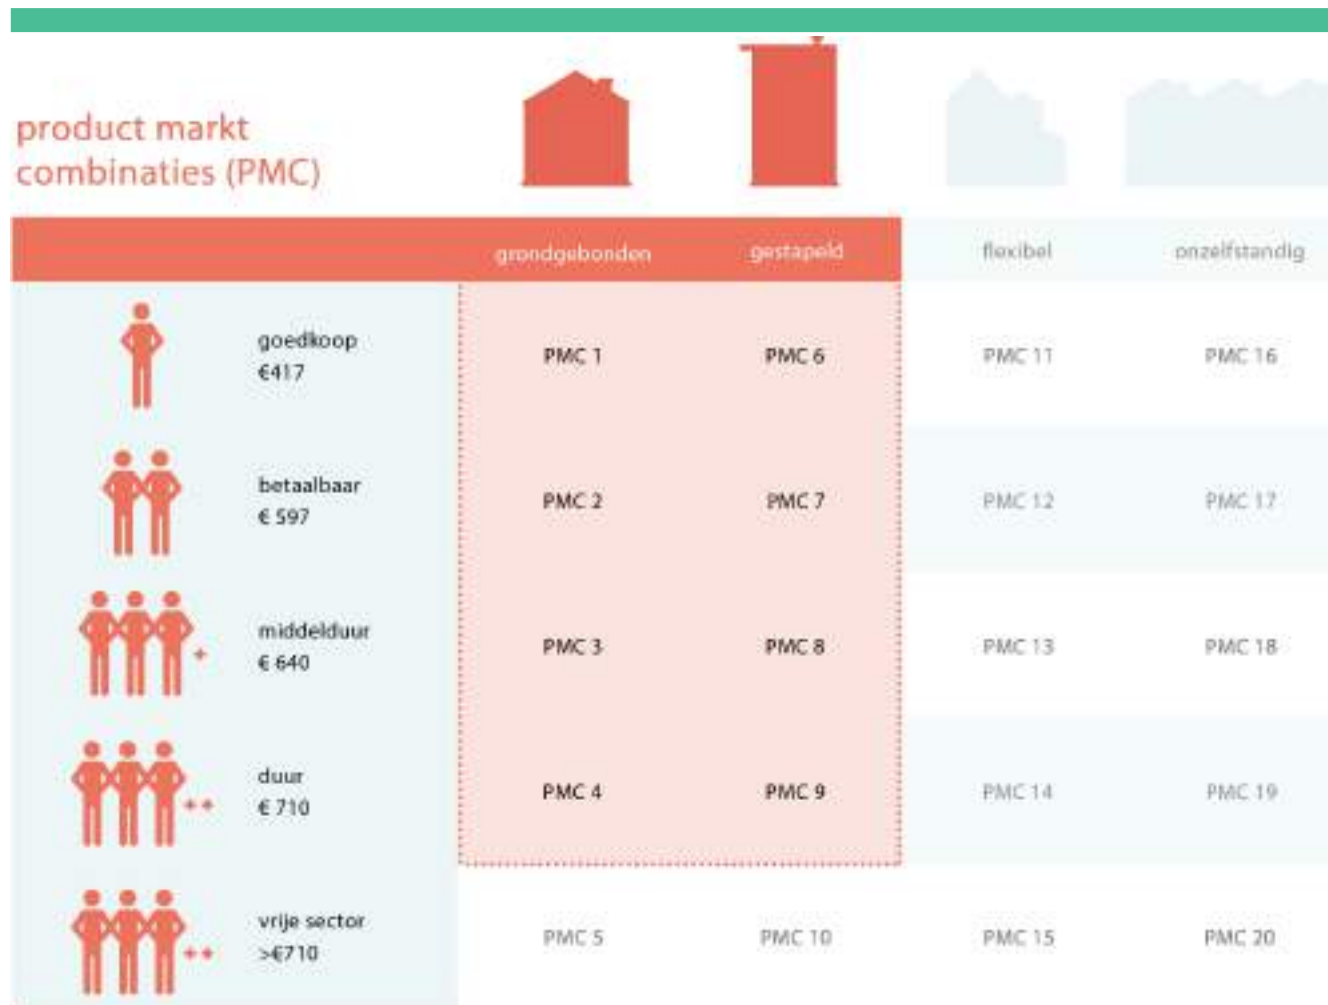 product markt
combinaties (PMC)
grondgebonden gestapeld flexibel onzelfstandig
goedkoop
€417
PMC 1 PMC 6 PMC 11 PMC 16
betaalbaar
€ 597
PMC 2 PMC 7 PMC 12 PMC 17
middelduur
€ 640
PMC 3 PMC 8 PMC 13 PMC 18
duur
€ 710
PMC 4 PMC 9 PMC 14 PMC 19
vrije sector
>€710
PMC 5 PMC 10 PMC 15 PMC 20